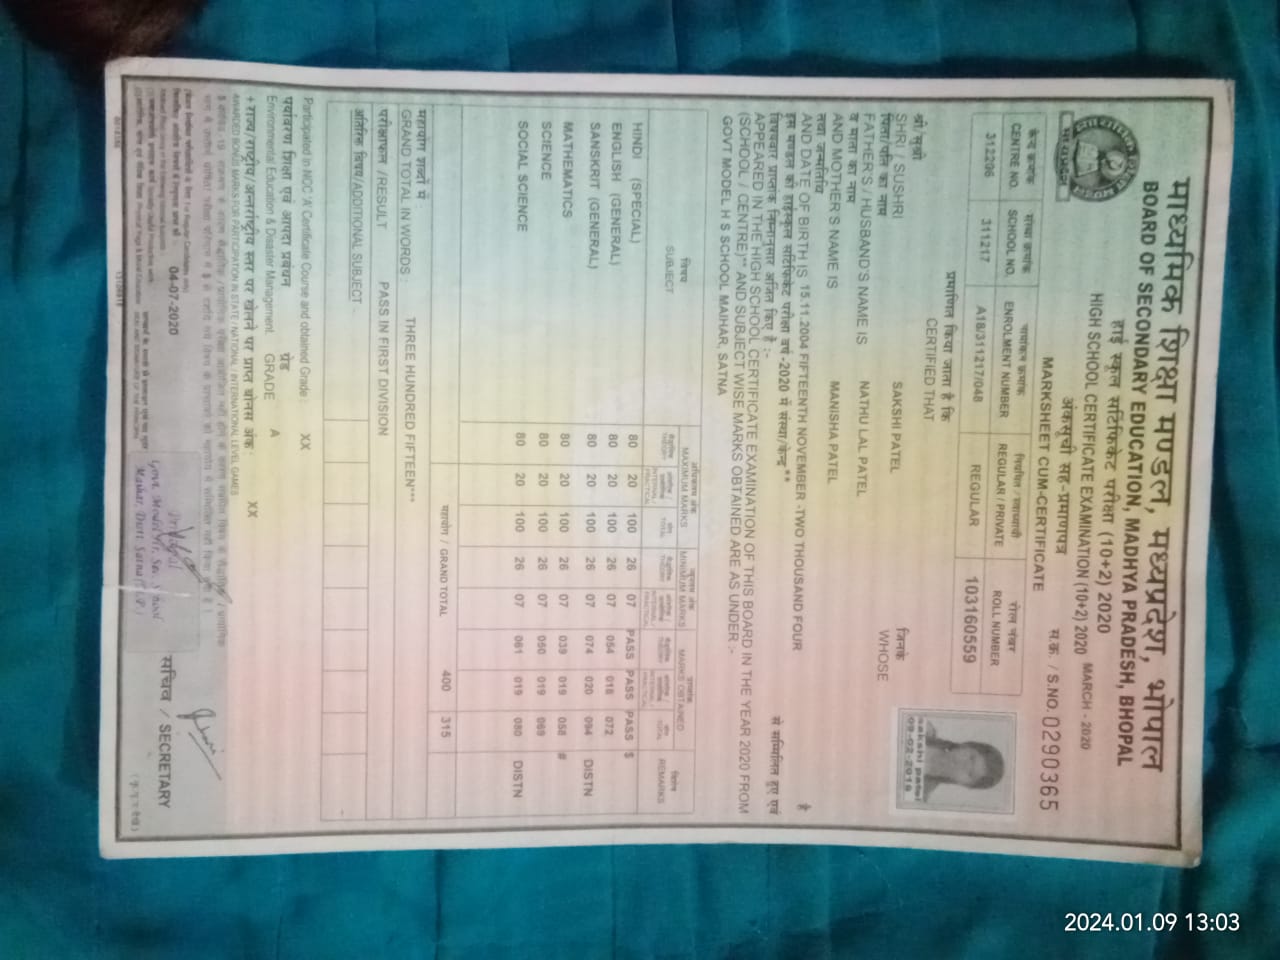 माध्यमिक शिक्षा मण्डल, मध्यप्रदेश, भोपाल
BOARD OF SECONDARY EDUCATION, MADHYA PRADESH, BHOPAL
हाई स्कूल सर्टिफिकेट परीक्षा (10+2) 2020
HIGH SCHOOL CERTIFICATE EXAMINATION (10+2) 2020 MARCH - 2020
अंकसूची सह-प्रमाणपत्र
MARKSHEET CUM-CERTIFICATE
स.क्र. / S.NO. 0290365
केन्द्र क्रमांक संस्था क्रमांक नामांकन क्रमांक नियमित / स्वाध्यायी रोल नम्बर
CENTRE NO. SCHOOL NO. ENROLMENT NUMBER REGULAR / PRIVATE ROLL NUMBER
312206 311217 A18/311217/048 REGULAR 103160559
sakshi patel
09-02-2019
प्रमाणित किया जाता है कि
CERTIFIED THAT
श्री/सुश्री जिनके
SHRI / SUSHRI SAKSHI PATEL WHOSE
पिता/पति का नाम
FATHER'S / HUSBAND'S NAME IS NATHU LAL PATEL
व माता का नाम
AND MOTHER'S NAME IS MANISHA PATEL
तथा जन्मतिथि है
AND DATE OF BIRTH IS 15.11.2004 FIFTEENTH NOVEMBER -TWO THOUSAND FOUR
इस मण्डल की हाईस्कूल सर्टिफिकेट परीक्षा वर्ष-2020 में संस्था/केन्द्र** से सम्मिलित हुए एवं
विषयवार प्राप्तांक निम्नानुसार अर्जित किए है :-
APPEARED IN THE HIGH SCHOOL CERTIFICATE EXAMINATION OF THIS BOARD IN THE YEAR 2020 FROM
(SCHOOL / CENTRE)** AND SUBJECT WISE MARKS OBTAINED ARE AS UNDER :-
GOVT MODEL H S SCHOOL MAIHAR, SATNA
विषय अधिकतम अंक न्यूनतम अंक प्राप्तांक
SUBJECT MAXIMUM MARKS MINIMUM MARKS MARKS OBTAINED REMARKS
HINDI (SPECIAL) 80 20 100 26 07 PASS PASS PASS $
ENGLISH (GENERAL) 80 20 100 26 07 054 018 072
SANSKRIT (GENERAL) 80 20 100 26 07 074 020 094 DISTN
MATHEMATICS 80 20 100 26 07 039 019 058 #
SCIENCE 80 20 100 26 07 050 019 069
SOCIAL SCIENCE 80 20 100 26 07 061 019 080 DISTN
महायोग / GRAND TOTAL 400 315
महायोग शब्दों में :
GRAND TOTAL IN WORDS : THREE HUNDRED FIFTEEN***
परीक्षाफल /RESULT PASS IN FIRST DIVISION
अतिरिक्त विषय/ADDITIONAL SUBJECT
Participated in NCC 'A' Certificate Course and obtained Grade : XX
पर्यावरण शिक्षा एवं आपदा प्रबंधन ग्रेड
Environmental Education & Disaster Management. GRADE A
+राज्य/राष्ट्रीय/अन्तर्राष्ट्रीय स्तर पर खेलने पर प्राप्त बोनस अंक : XX
AWARDED BONUS MARKS FOR PARTICIPATION IN STATE / NATIONAL / INTERNATIONAL LEVEL GAMES
04-07-2020
Principal
Govt. Model Hr. Sec. School
Maihar, Distt. Satna (M.P.)
सचिव / SECRETARY
2024.01.09 13:03